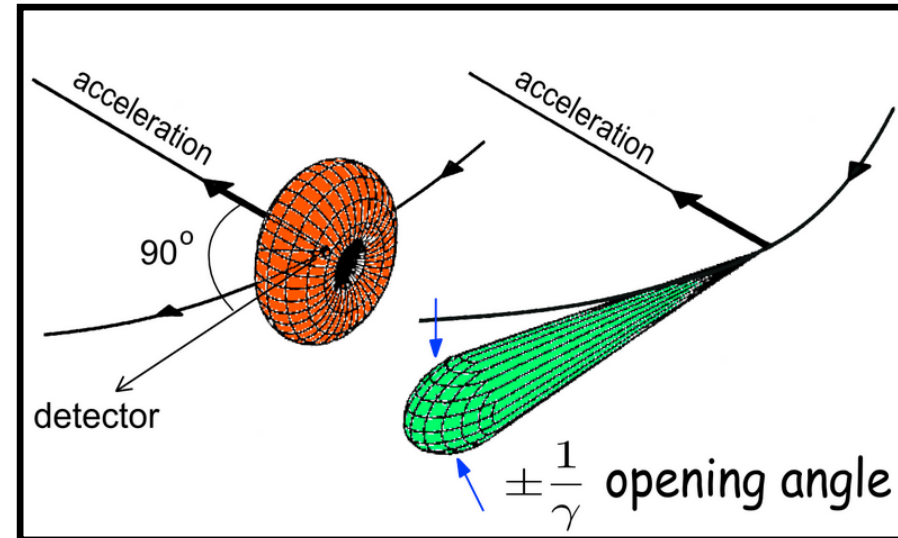 acceleration
acceleration
90°
detector
± 1/γ opening angle